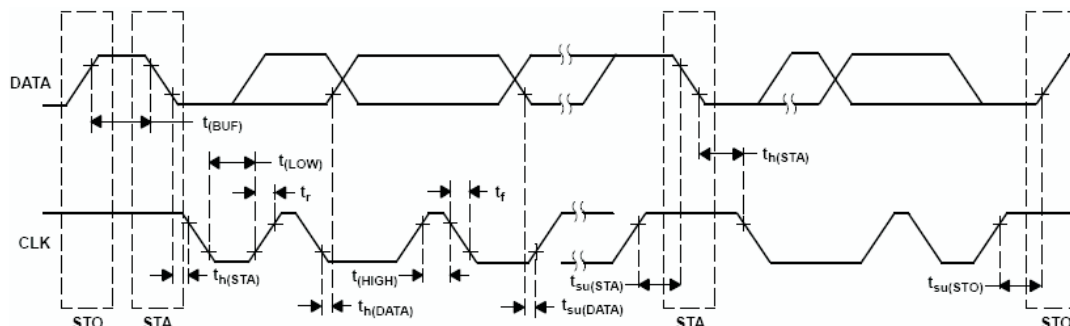 DATA
t(BUF)
t(LOW)
th(STA)
tr
tf
CLK
th(STA)
t(HIGH)
tsu(STA)
tsu(STO)
th(DATA)
tsu(DATA)
STO
STA
STA
STO